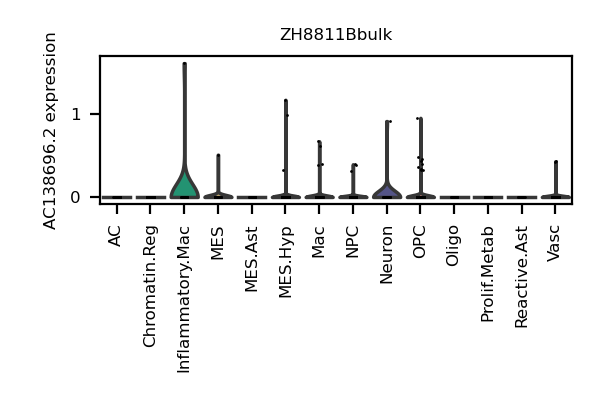 ZH8811Bbulk
AC138696.2 expression
1
0
AC
Chromatin.Reg
Inflammatory.Mac
MES
MES.Ast
MES.Hyp
Mac
NPC
Neuron
OPC
Oligo
Prolif.Metab
Reactive.Ast
Vasc